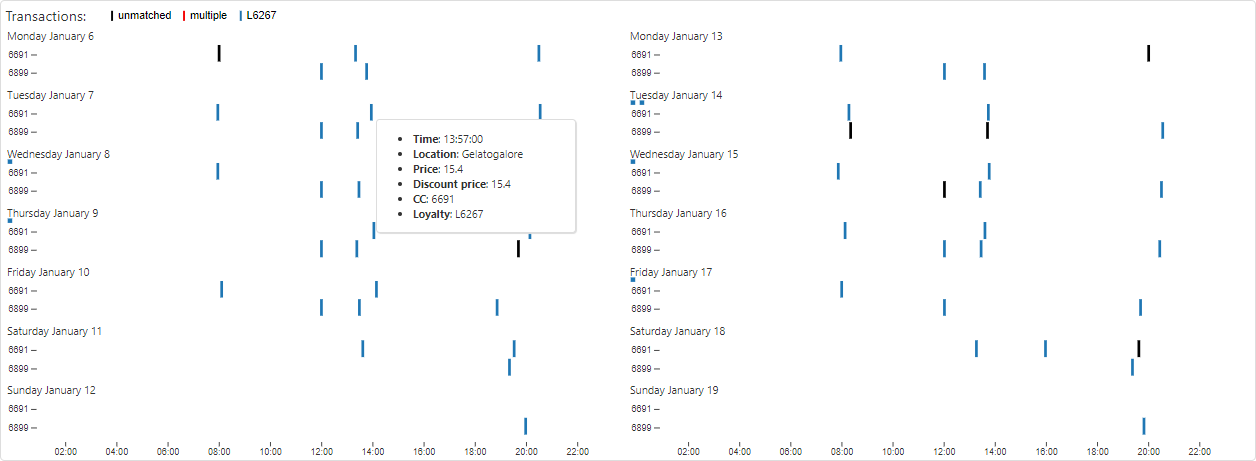 Transactions: unmatched multiple L6267
Monday January 6
6691
6899
Tuesday January 7
6691
6899
Time: 13:57:00
Location: Gelatogalore
Price: 15.4
Discount price: 15.4
CC: 6691
Loyalty: L6267
Wednesday January 8
6691
6899
Thursday January 9
6691
6899
Friday January 10
6691
6899
Saturday January 11
6691
6899
Sunday January 12
6691
6899
02:00 04:00 06:00 08:00 10:00 12:00 14:00 16:00 18:00 20:00 22:00
Monday January 13
6691
6899
Tuesday January 14
6691
6899
Wednesday January 15
6691
6899
Thursday January 16
6691
6899
Friday January 17
6691
6899
Saturday January 18
6691
6899
Sunday January 19
6691
6899
02:00 04:00 06:00 08:00 10:00 12:00 14:00 16:00 18:00 20:00 22:00